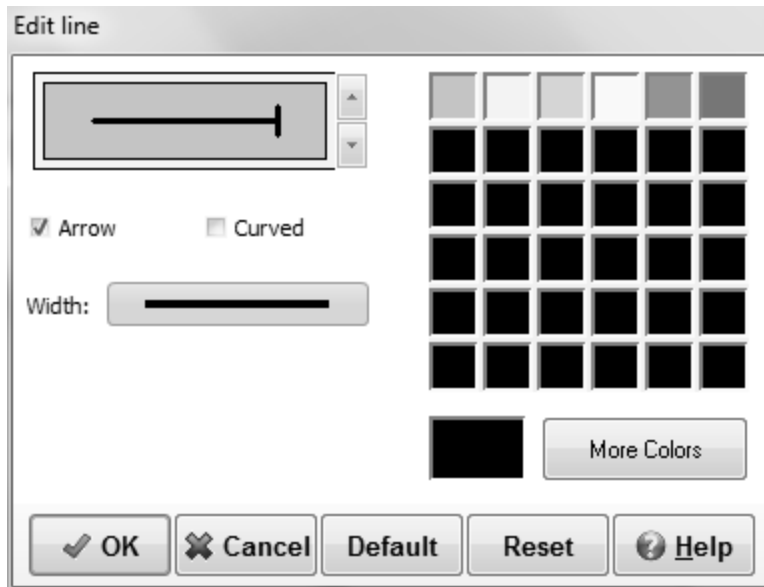 Edit line
Arrow
Curved
Width:
More Colors
OK
Cancel
Default
Reset
Help